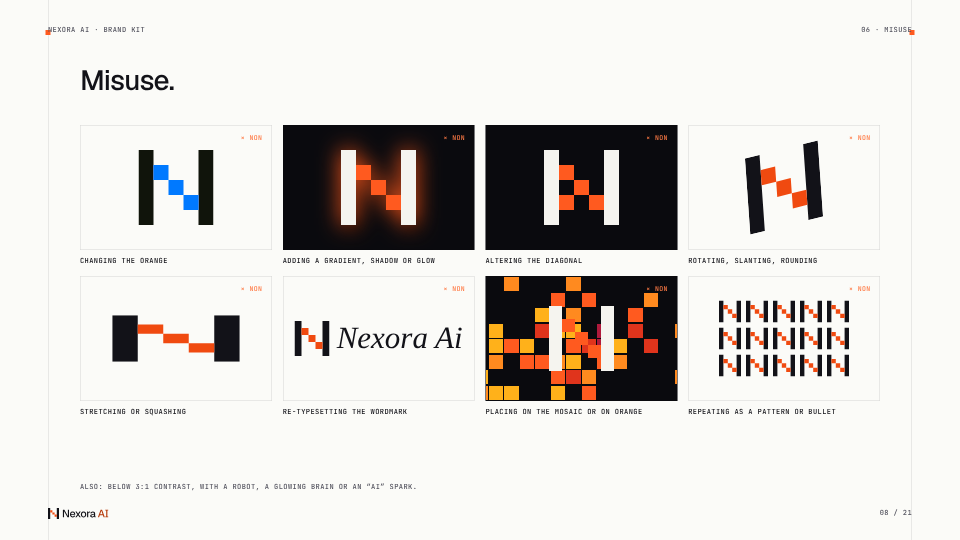 NEXORA AI · BRAND KIT
06 · MISUSE
Misuse.
× NON
× NON
× NON
× NON
CHANGING THE ORANGE
ADDING A GRADIENT, SHADOW OR GLOW
ALTERING THE DIAGONAL
ROTATING, SLANTING, ROUNDING
× NON
× NON
× NON
× NON
Nexora Ai
STRETCHING OR SQUASHING
RE-TYPESETTING THE WORDMARK
PLACING ON THE MOSAIC OR ON ORANGE
REPEATING AS A PATTERN OR BULLET
ALSO: BELOW 3:1 CONTRAST, WITH A ROBOT, A GLOWING BRAIN OR AN “AI” SPARK.
Nexora AI
08 / 21